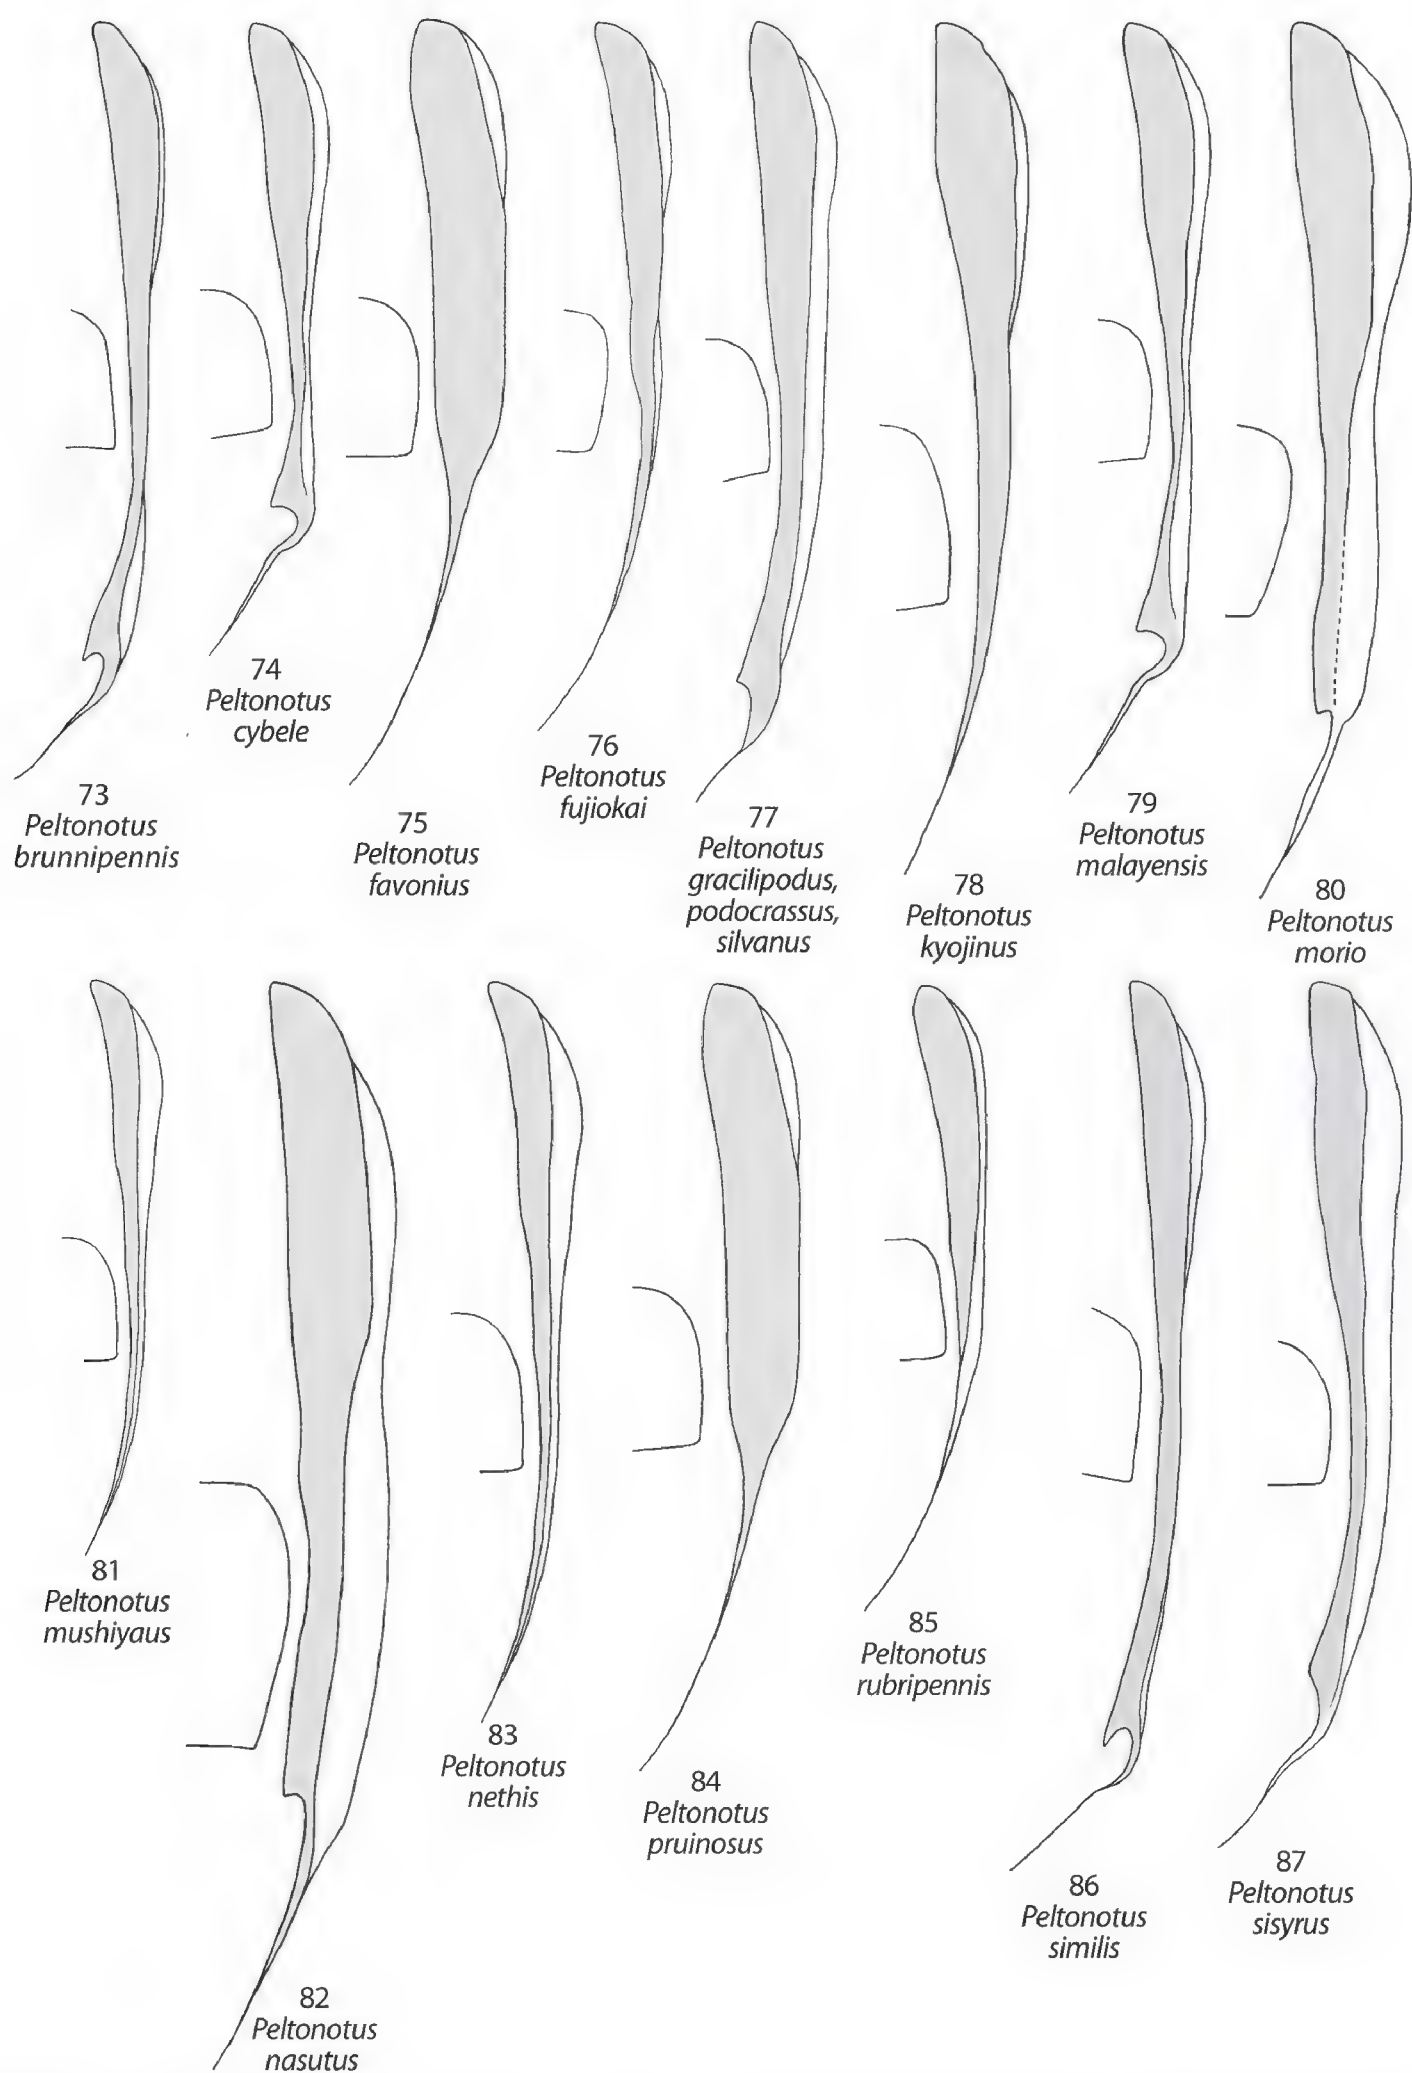 73
Peltonotus
brunnipennis
74
Peltonotus
cybele
75
Peltonotus
favonius
76
Peltonotus
fujiokai
77
Peltonotus
gracilipodus,
podocrassus,
silvanus
78
Peltonotus
kyojinus
79
Peltonotus
malayensis
80
Peltonotus
morio
81
Peltonotus
mushiyaus
82
Peltonotus
nasutus
83
Peltonotus
nethis
84
Peltonotus
pruinosus
85
Peltonotus
rubripennis
86
Peltonotus
similis
87
Peltonotus
sisyrus